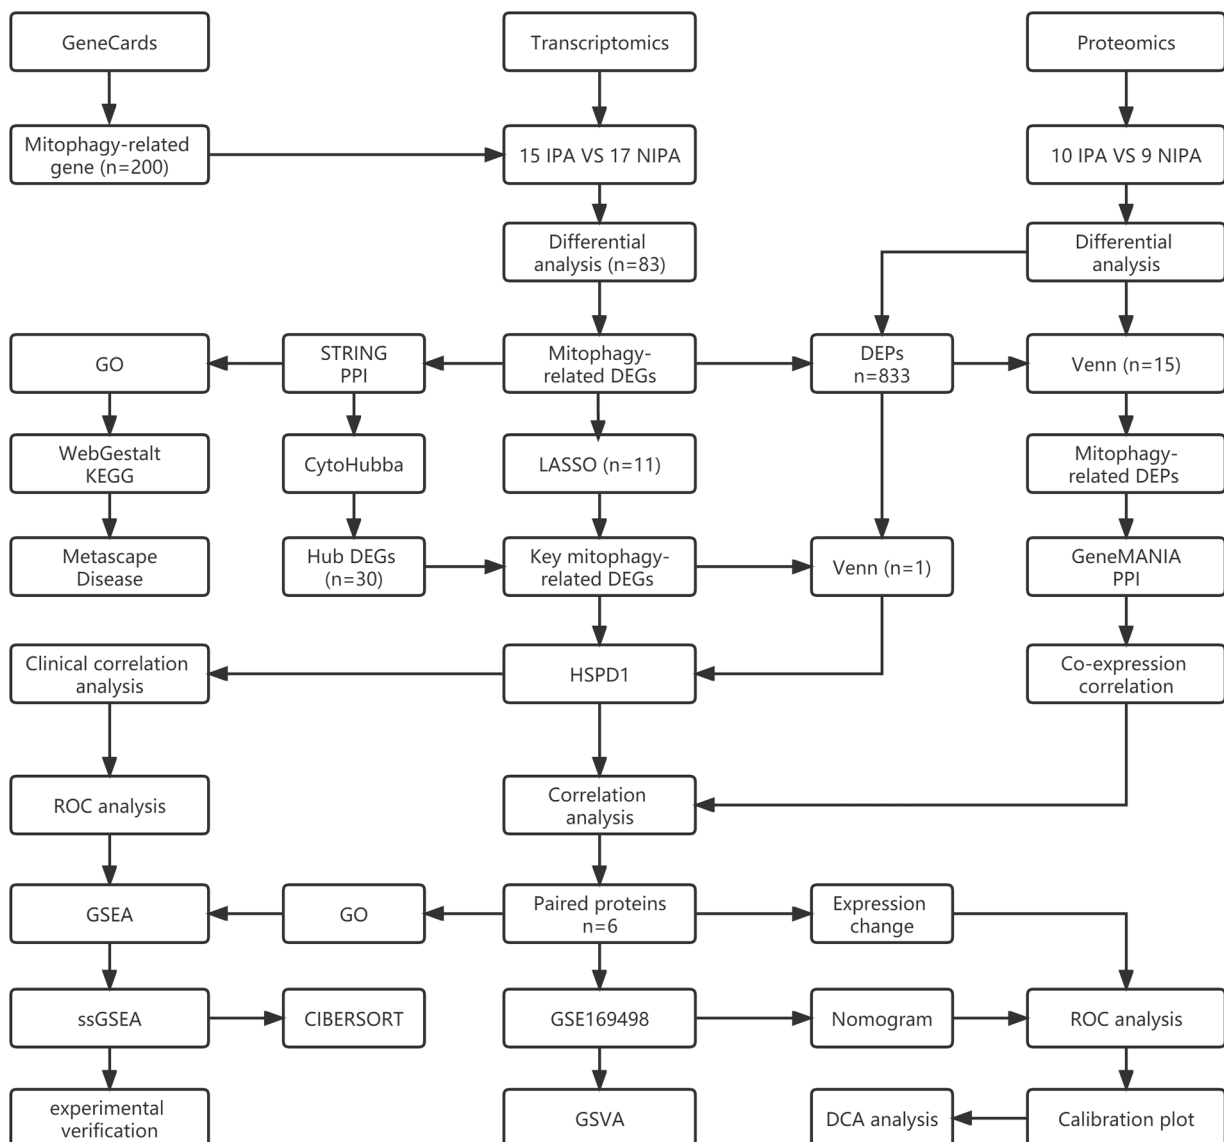 GeneCards
Transcriptomics
Proteomics
Mitophagy-related
gene (n=200)
15 IPA VS 17 NIPA
10 IPA VS 9 NIPA
Differential
analysis (n=83)
Differential
analysis
GO
STRING
PPI
Mitophagy-
related DEGs
DEPs
n=833
Venn (n=15)
WebGestalt
KEGG
CytoHubba
LASSO (n=11)
Mitophagy-
related DEPs
Metascape
Disease
Hub DEGs
(n=30)
Key mitophagy-
related DEGs
Venn (n=1)
GeneMANIA
PPI
Clinical correlation
analysis
HSPD1
Co-expression
correlation
ROC analysis
Correlation
analysis
GSEA
GO
Paired proteins
n=6
Expression
change
ssGSEA
CIBERSORT
GSE169498
Nomogram
ROC analysis
experimental
verification
GSVA
DCA analysis
Calibration plot